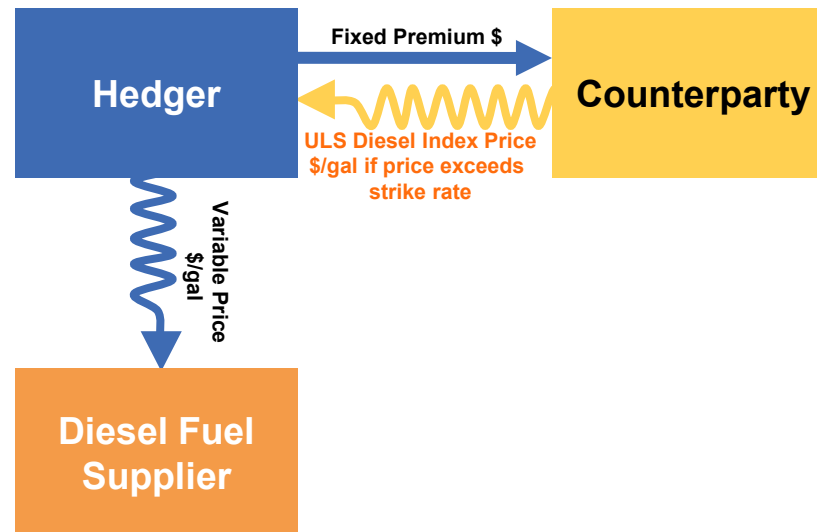 Fixed Premium $
Hedger
Counterparty
ULS Diesel Index Price
$/gal if price exceeds
strike rate
Variable Price
$/gal
Diesel Fuel
Supplier